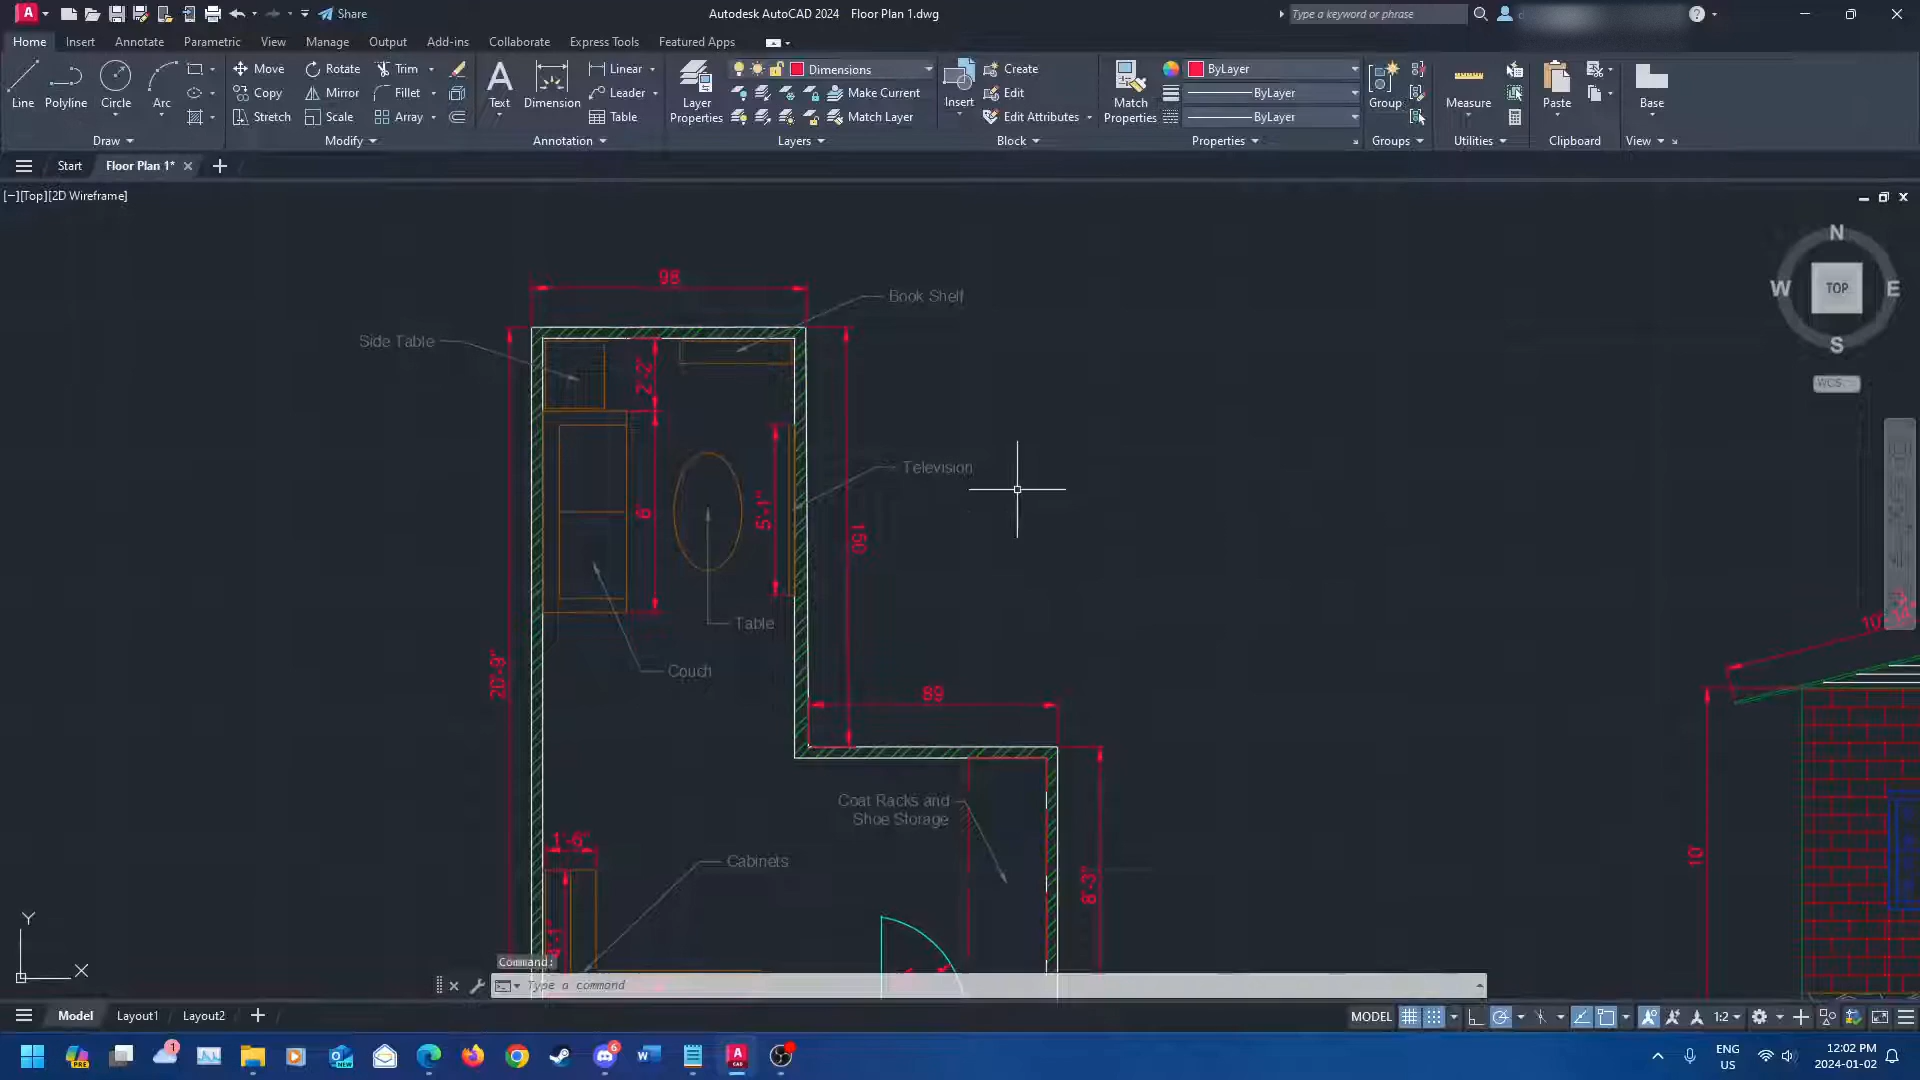 Share
Autodesk AutoCAD 2024 Floor Plan 1.dwg
Type a keyword or phrase
Home Insert Annotate Parametric View Manage Output Add-ins Collaborate Express Tools Featured Apps
Move Rotate Trim
Copy Mirror Fillet
Stretch Scale Array
Line Polyline Circle Arc
Text Dimension
Linear
Leader
Table
Layer
Properties
Dimensions
Make Current
Match Layer
Insert
Create
Edit
Edit Attributes
Match
Properties
ByLayer
ByLayer
ByLayer
Group
Measure
Paste
Base
Draw Modify Annotation Layers Block Properties Groups Utilities Clipboard View
Start Floor Plan 1*
[−][Top][2D Wireframe]
N
W TOP E
S
WCS
98
Book Shelf
Side Table
2'-2"
Television
6'
5'-1"
150
Table
Couch
20'-9"
89
10'
Coat Racks and
Shoe Storage
1'-6"
Cabinets
8'-3"
10'
Y
X
Command:
Type a command
Model Layout1 Layout2
MODEL
1:2
1
PRE
NEW
6
A
CAD
ENG
US
12:02 PM
2024-01-02